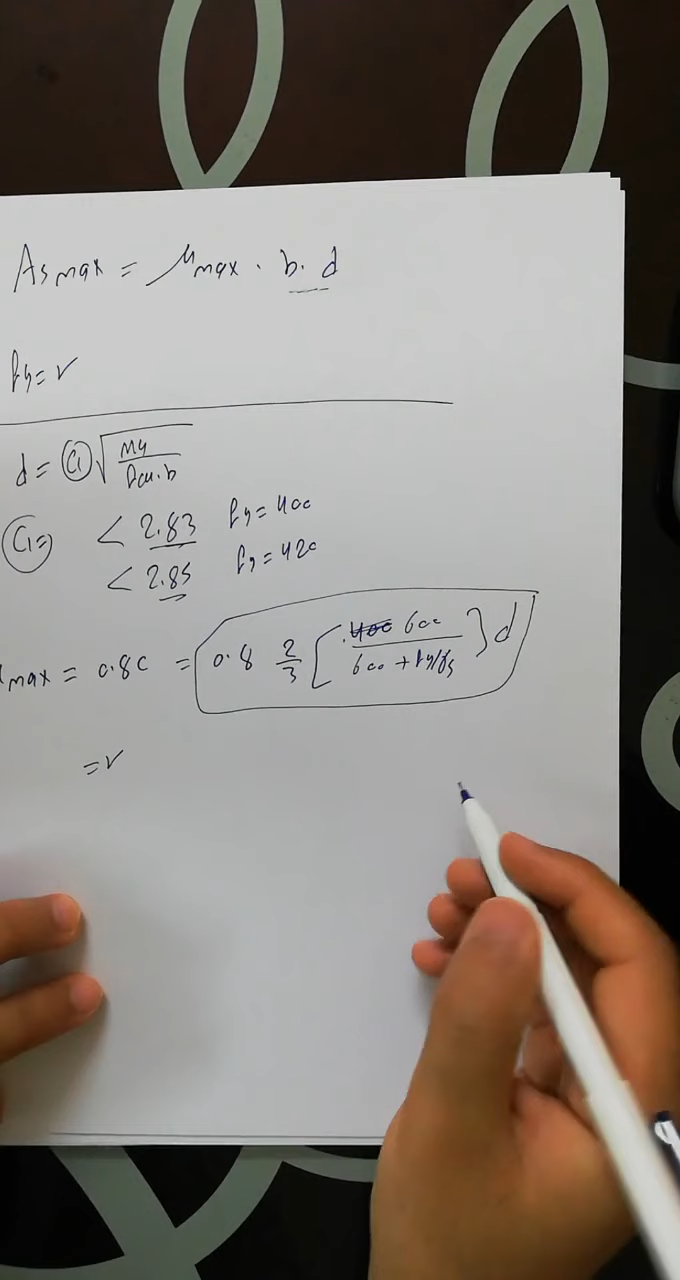 Asmax = μmax . b. d
fy= ✓
d = C1 √ Mu / Fcu.b
C1= < 2.83 fy= 400
< 2.85 fy= 420
max = 0.8C = 0.8 2/3 [ 600 / 600 + fy/γs ] d
= ✓